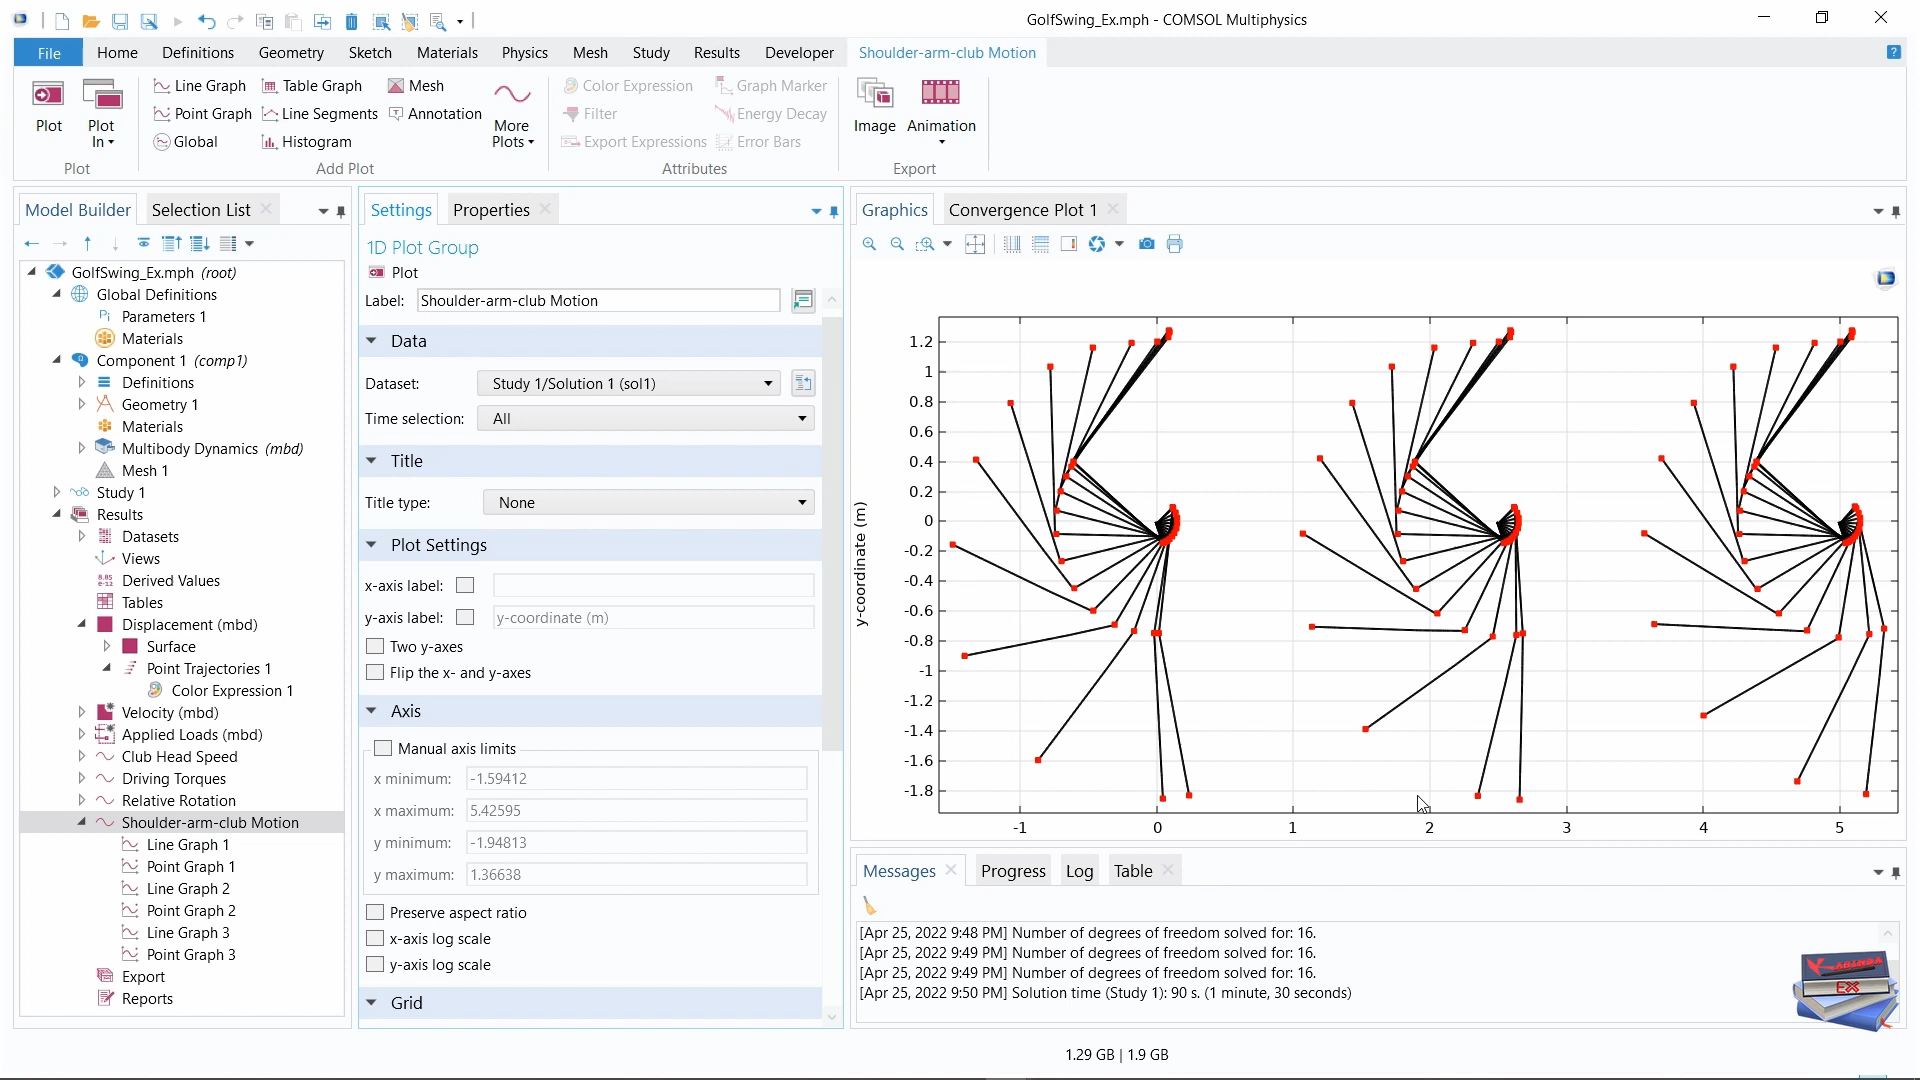 GolfSwing_Ex.mph - COMSOL Multiphysics
File Home Definitions Geometry Sketch Materials Physics Mesh Study Results Developer Shoulder-arm-club Motion
Line Graph Table Graph Mesh Color Expression Graph Marker
Point Graph Line Segments Annotation Filter Energy Decay
Plot Plot In More Plots Image Animation
Global Histogram Export Expressions Error Bars
Plot Add Plot Attributes Export
Model Builder Selection List
GolfSwing_Ex.mph (root)
Global Definitions
Pi Parameters 1
Materials
Component 1 (comp1)
Definitions
Geometry 1
Materials
Multibody Dynamics (mbd)
Mesh 1
Study 1
Results
Datasets
Views
8.85
e-12
Derived Values
Tables
Displacement (mbd)
Surface
Point Trajectories 1
Color Expression 1
Velocity (mbd)
Applied Loads (mbd)
Club Head Speed
Driving Torques
Relative Rotation
Shoulder-arm-club Motion
Line Graph 1
Point Graph 1
Line Graph 2
Point Graph 2
Line Graph 3
Point Graph 3
Export
Reports
Settings Properties
1D Plot Group
Plot
Label: Shoulder-arm-club Motion
Data
Dataset: Study 1/Solution 1 (sol1)
Time selection: All
Title
Title type: None
Plot Settings
x-axis label:
y-axis label: y-coordinate (m)
Two y-axes
Flip the x- and y-axes
Axis
Manual axis limits
x minimum: -1.59412
x maximum: 5.42595
y minimum: -1.94813
y maximum: 1.36638
Preserve aspect ratio
x-axis log scale
y-axis log scale
Grid
Graphics Convergence Plot 1
y-coordinate (m)
1.2
1
0.8
0.6
0.4
0.2
0
-0.2
-0.4
-0.6
-0.8
-1
-1.2
-1.4
-1.6
-1.8
-1 0 1 2 3 4 5
Messages Progress Log Table
[Apr 25, 2022 9:48 PM] Number of degrees of freedom solved for: 16.
[Apr 25, 2022 9:49 PM] Number of degrees of freedom solved for: 16.
[Apr 25, 2022 9:49 PM] Number of degrees of freedom solved for: 16.
[Apr 25, 2022 9:50 PM] Solution time (Study 1): 90 s. (1 minute, 30 seconds)
EX
1.29 GB | 1.9 GB